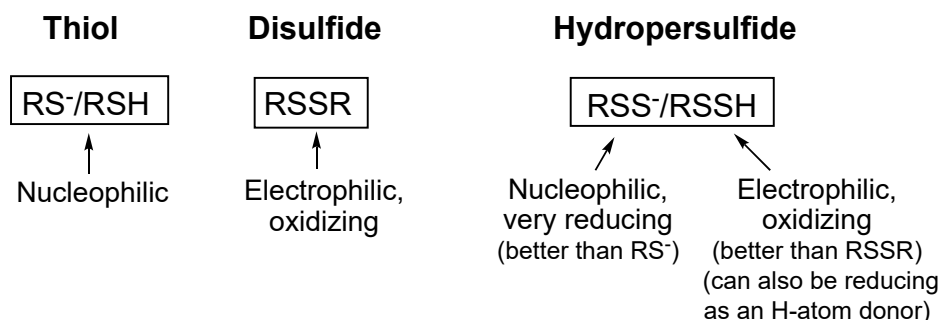 Thiol
Disulfide
Hydropersulfide
RS⁻/RSH
RSSR
RSS⁻/RSSH
Nucleophilic
Electrophilic,
oxidizing
Nucleophilic,
very reducing
(better than RS⁻)
Electrophilic,
oxidizing
(better than RSSR)
(can also be reducing
as an H-atom donor)